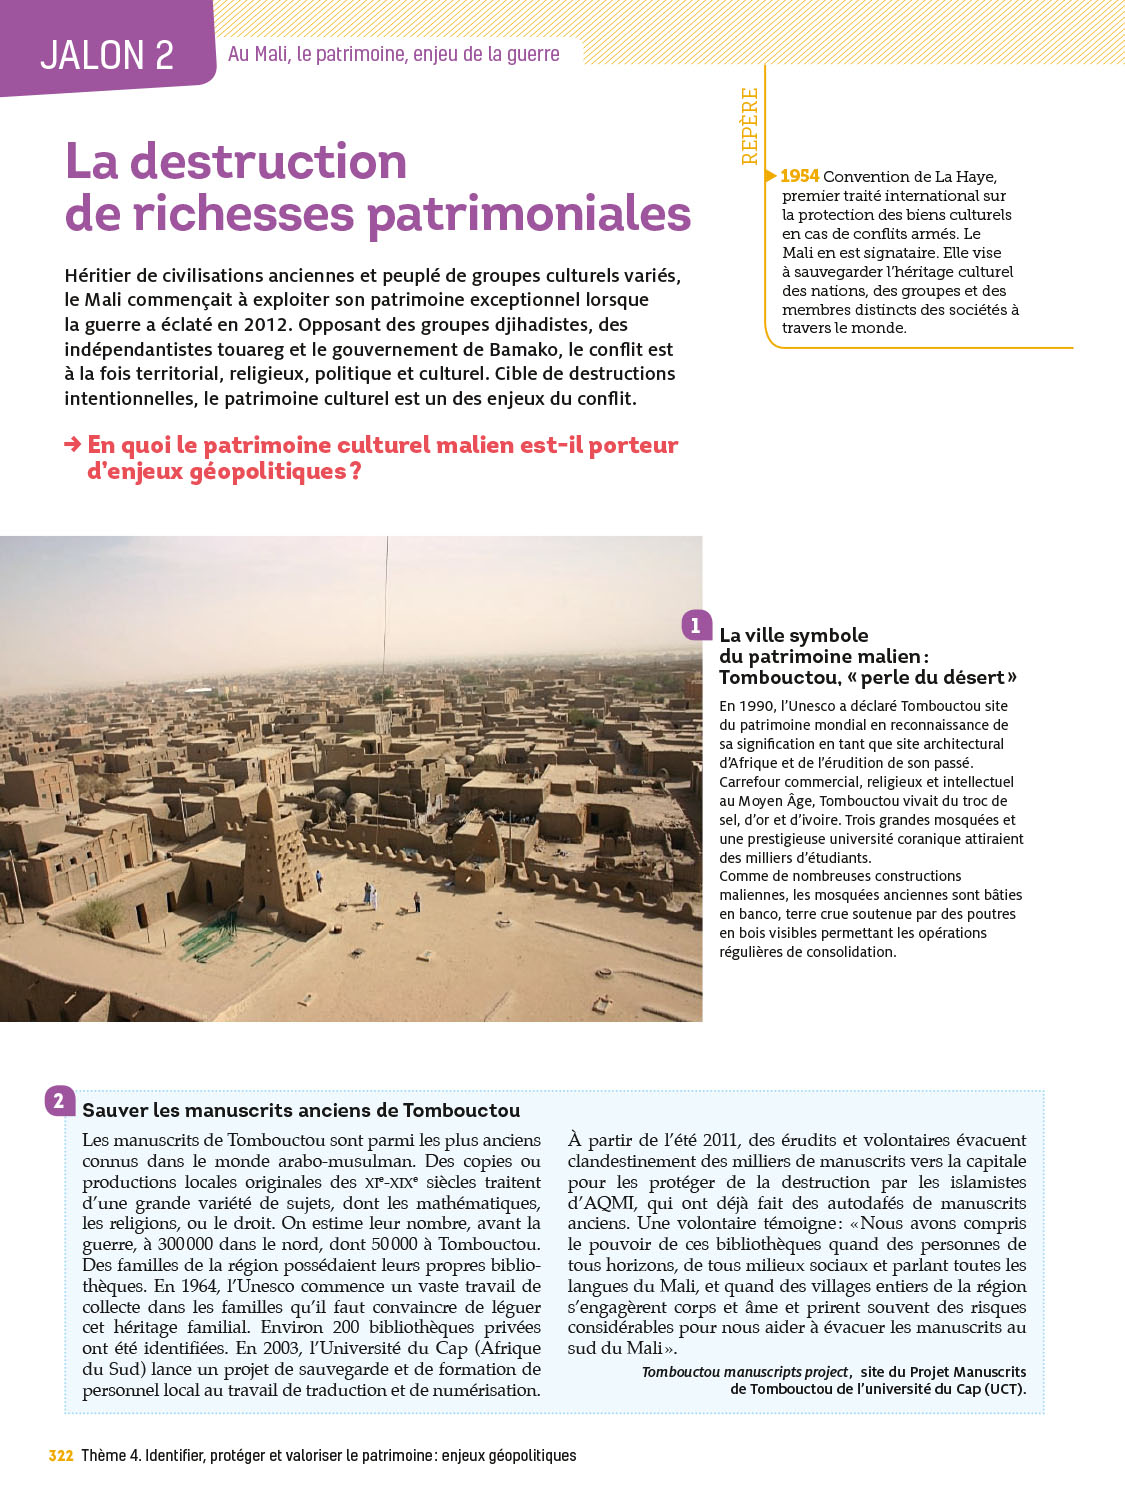 JALON 2
Au Mali, le patrimoine, enjeu de la guerre
La destruction
de richesses patrimoniales
Héritier de civilisations anciennes et peuplé de groupes culturels variés,
le Mali commençait à exploiter son patrimoine exceptionnel lorsque
la guerre a éclaté en 2012. Opposant des groupes djihadistes, des
indépendantistes touareg et le gouvernement de Bamako, le conflit est
à la fois territorial, religieux, politique et culturel. Cible de destructions
intentionnelles, le patrimoine culturel est un des enjeux du conflit.
→ En quoi le patrimoine culturel malien est-il porteur
d’enjeux géopolitiques ?
REPÈRE
1954 Convention de La Haye,
premier traité international sur
la protection des biens culturels
en cas de conflits armés. Le
Mali en est signataire. Elle vise
à sauvegarder l’héritage culturel
des nations, des groupes et des
membres distincts des sociétés à
travers le monde.
1
La ville symbole
du patrimoine malien :
Tombouctou, « perle du désert »
En 1990, l’Unesco a déclaré Tombouctou site
du patrimoine mondial en reconnaissance de
sa signification en tant que site architectural
d’Afrique et de l’érudition de son passé.
Carrefour commercial, religieux et intellectuel
au Moyen Âge, Tombouctou vivait du troc de
sel, d’or et d’ivoire. Trois grandes mosquées et
une prestigieuse université coranique attiraient
des milliers d’étudiants.
Comme de nombreuses constructions
maliennes, les mosquées anciennes sont bâties
en banco, terre crue soutenue par des poutres
en bois visibles permettant les opérations
régulières de consolidation.
2
Sauver les manuscrits anciens de Tombouctou
Les manuscrits de Tombouctou sont parmi les plus anciens
connus dans le monde arabo-musulman. Des copies ou
productions locales originales des XIe-XIXe siècles traitent
d’une grande variété de sujets, dont les mathématiques,
les religions, ou le droit. On estime leur nombre, avant la
guerre, à 300 000 dans le nord, dont 50 000 à Tombouctou.
Des familles de la région possédaient leurs propres biblio-
thèques. En 1964, l’Unesco commence un vaste travail de
collecte dans les familles qu’il faut convaincre de léguer
cet héritage familial. Environ 200 bibliothèques privées
ont été identifiées. En 2003, l’Université du Cap (Afrique
du Sud) lance un projet de sauvegarde et de formation de
personnel local au travail de traduction et de numérisation.
À partir de l’été 2011, des érudits et volontaires évacuent
clandestinement des milliers de manuscrits vers la capitale
pour les protéger de la destruction par les islamistes
d’AQMI, qui ont déjà fait des autodafés de manuscrits
anciens. Une volontaire témoigne : « Nous avons compris
le pouvoir de ces bibliothèques quand des personnes de
tous horizons, de tous milieux sociaux et parlant toutes les
langues du Mali, et quand des villages entiers de la région
s’engagèrent corps et âme et prirent souvent des risques
considérables pour nous aider à évacuer les manuscrits au
sud du Mali ».
Tombouctou manuscripts project, site du Projet Manuscrits
de Tombouctou de l’université du Cap (UCT).
322 Thème 4. Identifier, protéger et valoriser le patrimoine : enjeux géopolitiques